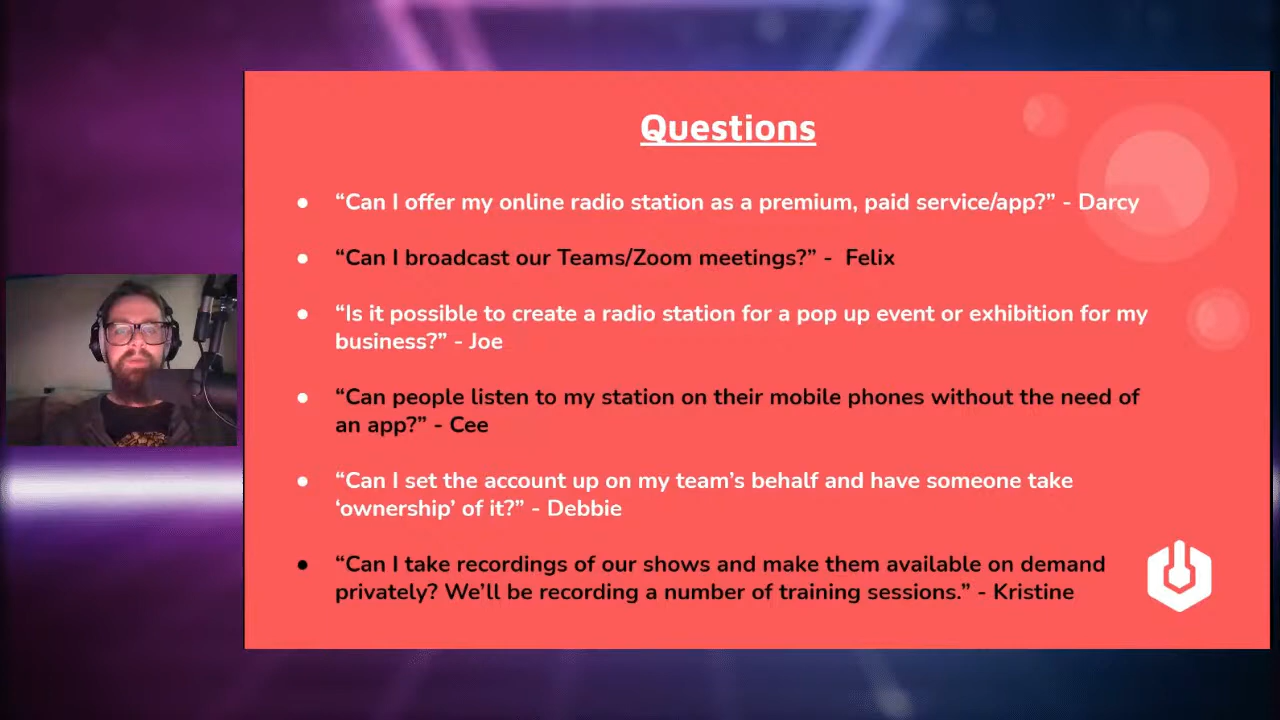 Questions
● “Can I offer my online radio station as a premium, paid service/app?” - Darcy
● “Can I broadcast our Teams/Zoom meetings?” - Felix
● “Is it possible to create a radio station for a pop up event or exhibition for my
business?” - Joe
● “Can people listen to my station on their mobile phones without the need of
an app?” - Cee
● “Can I set the account up on my team’s behalf and have someone take
‘ownership’ of it?” - Debbie
● “Can I take recordings of our shows and make them available on demand
privately? We’ll be recording a number of training sessions.” - Kristine